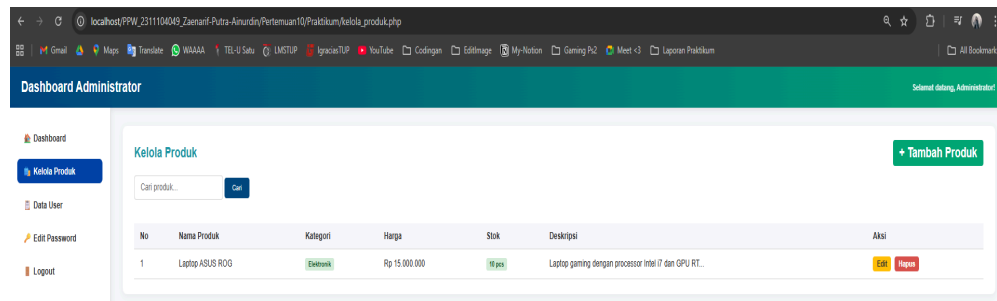 localhost/PPW_2311104049_Zaenarif-Putra-Ainurdin/Pertemuan10/Praktikum/kelola_produk.php
Gmail Maps Translate WAAAA TEL-U Satu LMSTUP IgraciasTUP YouTube Codingan EditImage My-Notion Gaming Ps2 Meet <3 Laporan Praktikum All Bookmark
Dashboard Administrator Selamat datang, Administrator!
Dashboard
Kelola Produk
Data User
Edit Password
Logout
Kelola Produk + Tambah Produk
Cari produk... Cari
No Nama Produk Kategori Harga Stok Deskripsi Aksi
1 Laptop ASUS ROG Elektronik Rp 15.000.000 10 pcs Laptop gaming dengan processor Intel i7 dan GPU RT... Edit Hapus